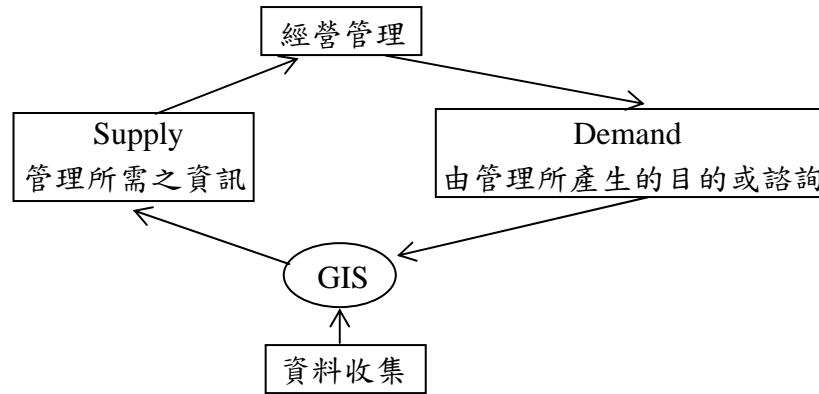 經營管理
Supply
管理所需之資訊
Demand
由管理所產生的目的或諮詢
GIS
資料收集